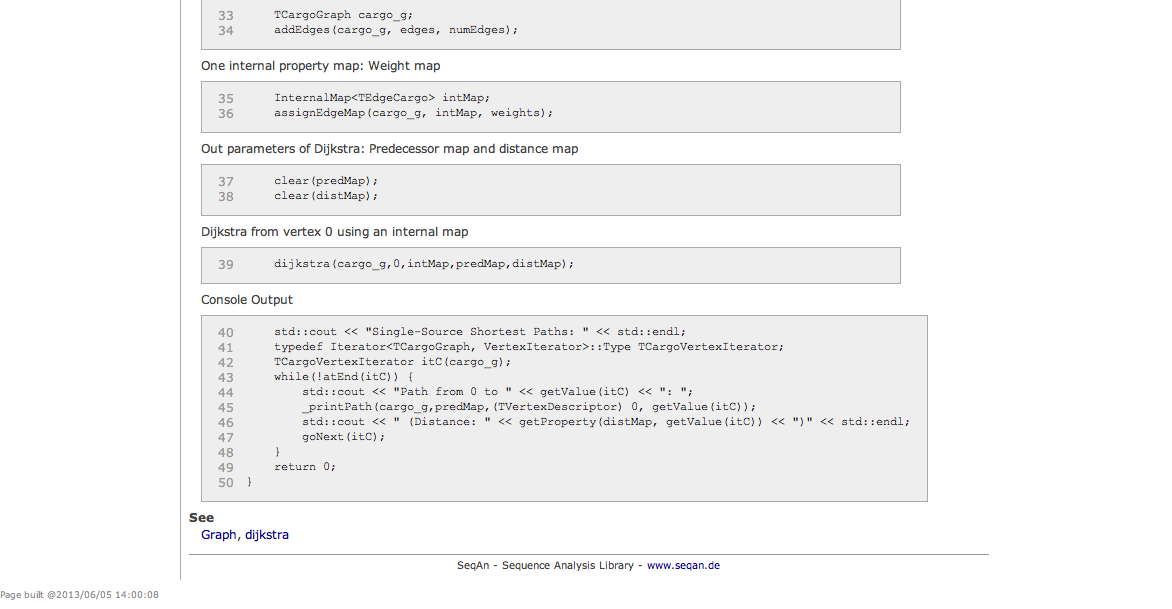 33 TCargoGraph cargo_g;
34 addEdges(cargo_g, edges, numEdges);
One internal property map: Weight map
35 InternalMap<TEdgeCargo> intMap;
36 assignEdgeMap(cargo_g, intMap, weights);
Out parameters of Dijkstra: Predecessor map and distance map
37 clear(predMap);
38 clear(distMap);
Dijkstra from vertex 0 using an internal map
39 dijkstra(cargo_g,0,intMap,predMap,distMap);
Console Output
40 std::cout << "Single-Source Shortest Paths: " << std::endl;
41 typedef Iterator<TCargoGraph, VertexIterator>::Type TCargoVertexIterator;
42 TCargoVertexIterator itC(cargo_g);
43 while(!atEnd(itC)) {
44 std::cout << "Path from 0 to " << getValue(itC) << ": ";
45 _printPath(cargo_g,predMap,(TVertexDescriptor) 0, getValue(itC));
46 std::cout << " (Distance: " << getProperty(distMap, getValue(itC)) << ")" << std::endl;
47 goNext(itC);
48 }
49 return 0;
50 }
See
Graph, dijkstra
SeqAn - Sequence Analysis Library - www.seqan.de
Page built @2013/06/05 14:00:08